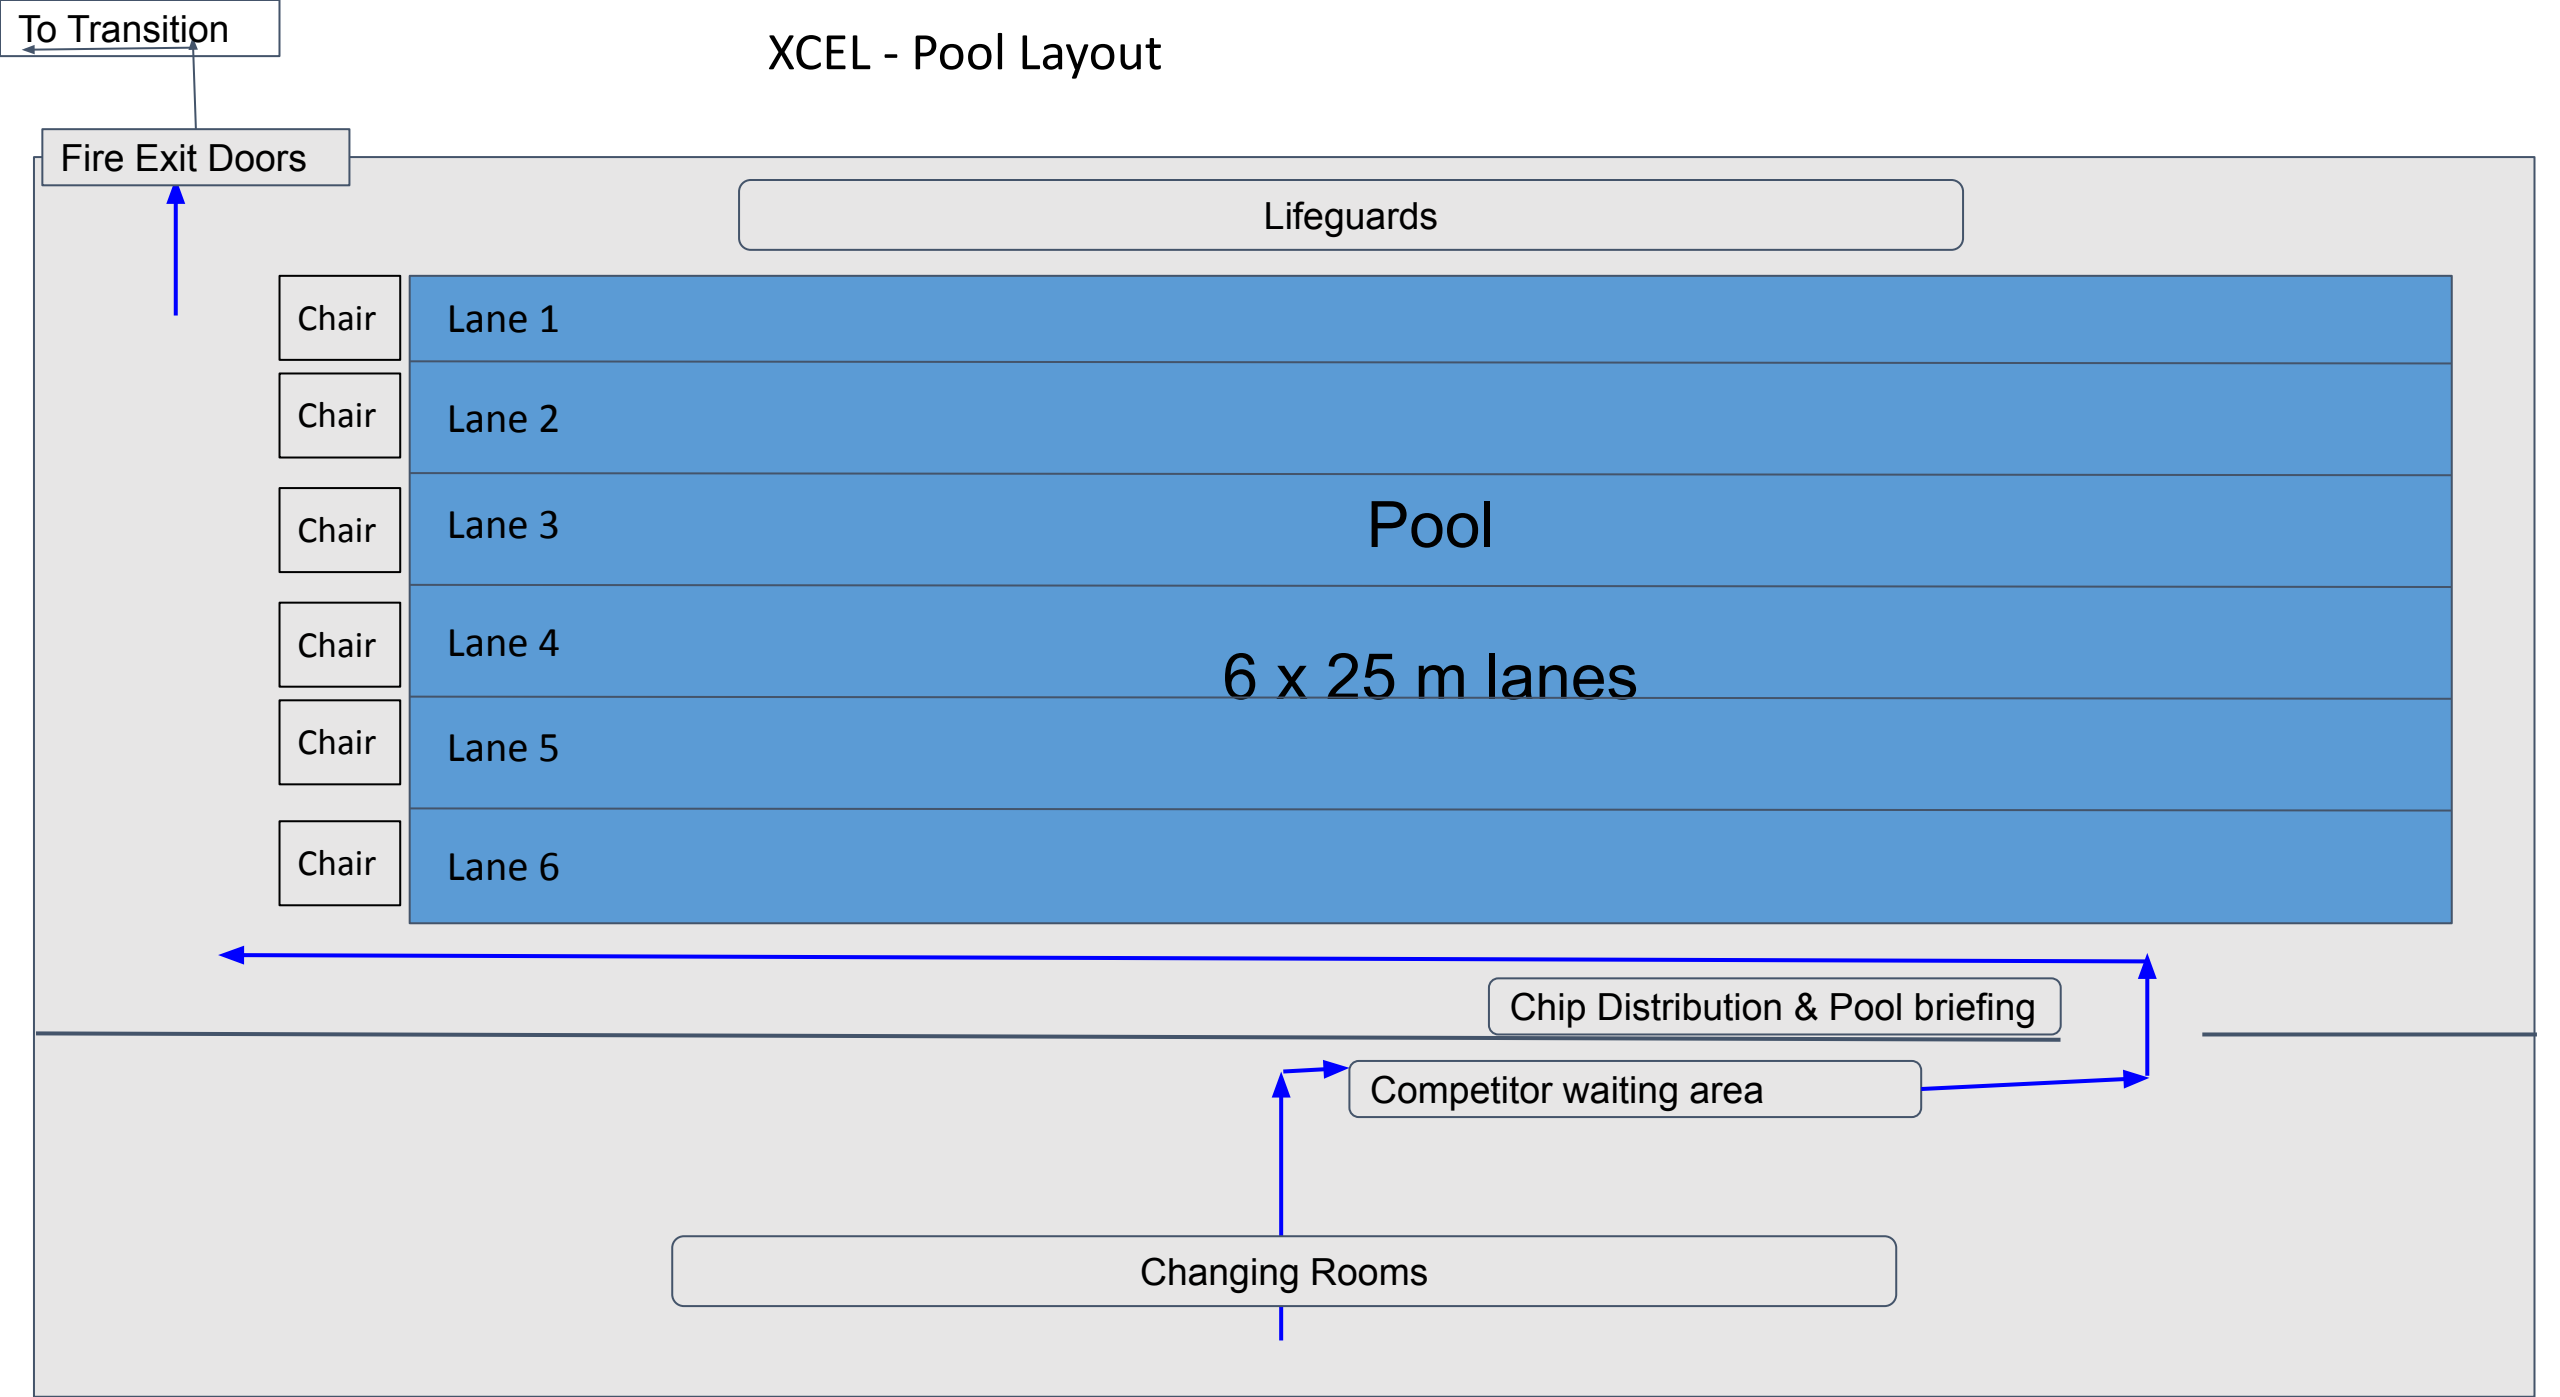 To Transition
XCEL - Pool Layout
Fire Exit Doors
Lifeguards
Chair
Lane 1
Chair
Lane 2
Chair
Lane 3
Pool
Chair
Lane 4
6 x 25 m lanes
Chair
Lane 5
Chair
Lane 6
Chip Distribution & Pool briefing
Competitor waiting area
Changing Rooms